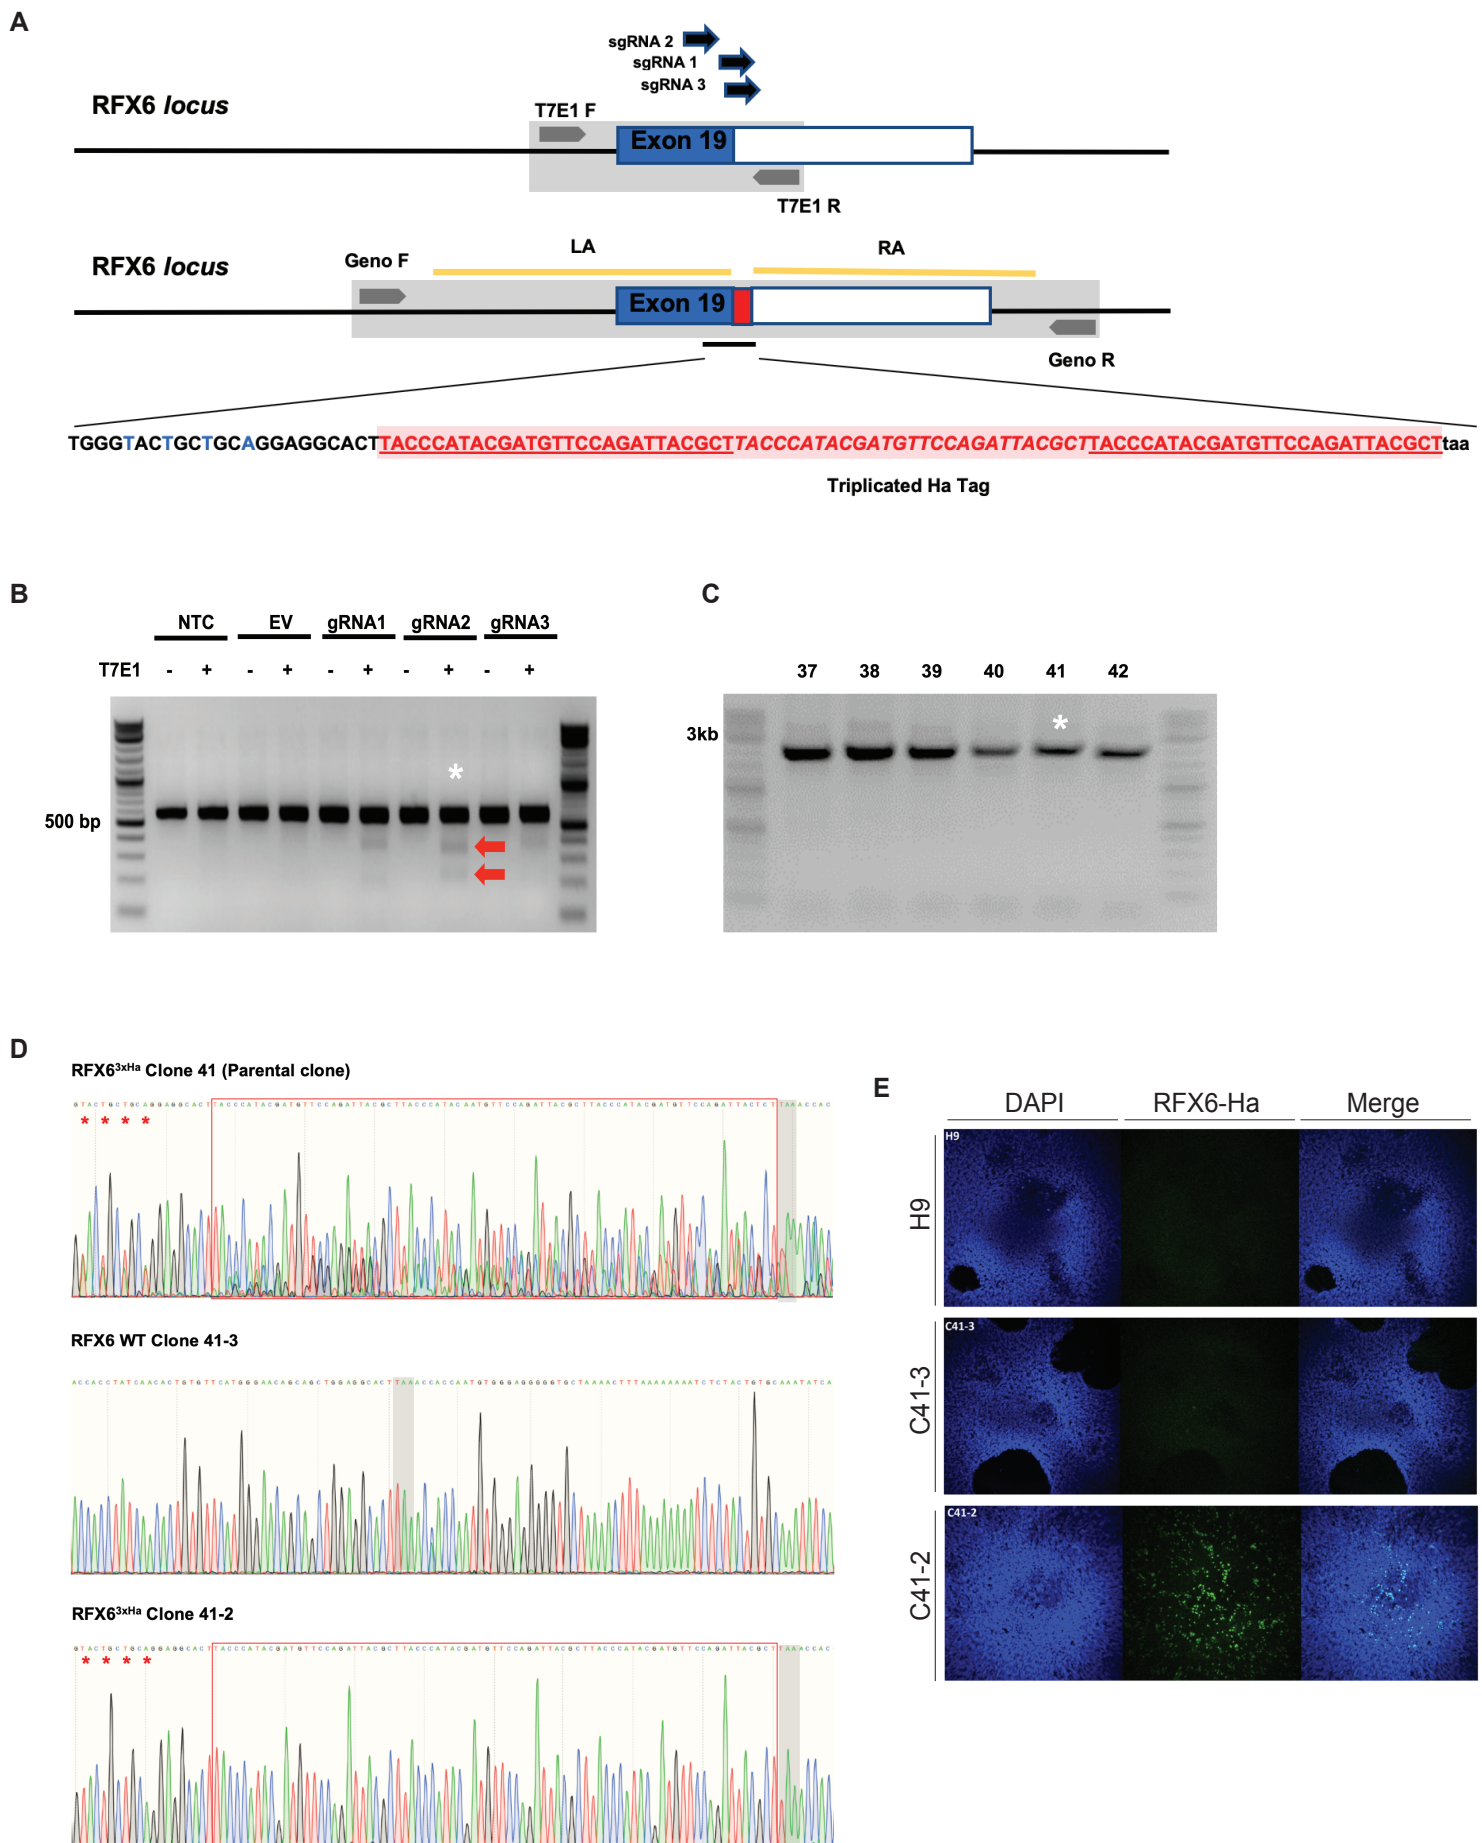 A
sgRNA 2
sgRNA 1
sgRNA 3
RFX6 locus
T7E1 F
Exon 19
T7E1 R
LA
RA
RFX6 locus
Geno F
Exon 19
Geno R
TGGGTACTGCTGCAGGAGGCACTTACCCATACGATGTTCCAGATTACGCTTACCCATACGATGTTCCAGATTACGCTTACCCATACGATGTTCCAGATTACGCTtaa
Triplicated Ha Tag
B
NTC EV gRNA1 gRNA2 gRNA3
T7E1 - + - + - + - + - +
*
500 bp
C
37 38 39 40 41 42
*
3kb
D
RFX63xHa Clone 41 (Parental clone)
GTACTGCTGCAGGAGGCACTTACCCATACGATGTTCCAGATTACGCTTACCCATACAATGTTCCAGATTACGCTTACCCATACGATGTTCCAGATTACTCTTAAACCAC
* * * *
RFX6 WT Clone 41-3
ACCACCTATCAACACTGTGTTCATGGGAACAGCAGCTGGAGGCACTTAAACCACCAATGTGGGAGGGGGTGCTAAAACTTTAAAAAAAATCTCTACTGTGCAAATATCA
RFX63xHa Clone 41-2
GTACTGCTGCAGGAGGCACTTACCCATACGATGTTCCAGATTACGCTTACCCATACGATGTTCCAGATTACGCTTACCCATACGATGTTCCAGATTACGCTTAAACCAC
* * * *
E
DAPI RFX6-Ha Merge
H9
H9
C41-3
C41-3
C41-2
C41-2